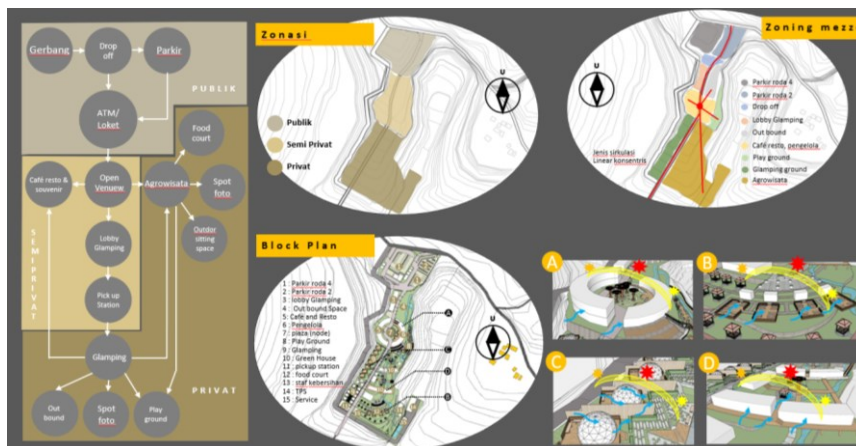 Gerbang
Drop
off
Parkir
PUBLIK
ATM/
Loket
Food
court
Café resto &
souvenir
Open
Venuew
Agrowisata
Spot
foto
SEMIPRIVAT
Lobby
Glamping
Outdor
sitting
space
Pick up
Station
Glamping
PRIVAT
Out
bound
Spot
foto
Play
ground
Zonasi
U
Publik
Semi Privat
Privat
Zoning mezz
U
Parkir roda 4
Parkir roda 2
Drop off
Lobby Glamping
Out bound
Café resto, pengelola
Play ground
Glamping ground
Agrowisata
Jenis sirkulasi
Linear konsentris
Block Plan
1 : Parkir roda 4
2 : Parkir roda 2
3 : lobby Glamping
4 : Out bound Space
5 : Café and Resto
6 : Pengelola
7 : plaza (node)
8 : Play Ground
9 : Glamping
10 : Green House
11 : pickup station
12 : food court
13 : staf kebersihan
14 : TPS
15 : Service
A
C
D
B
U
A
B
C
D